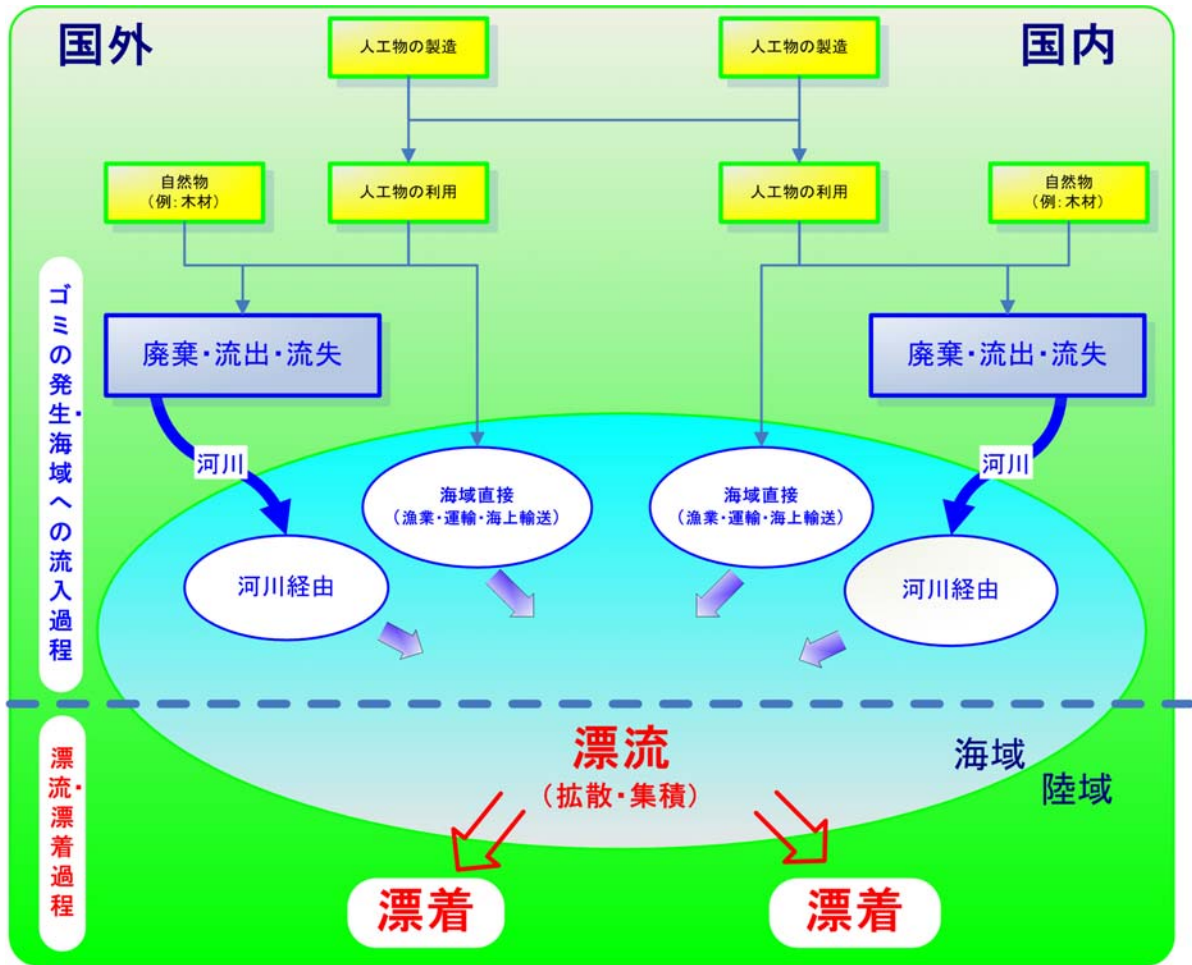 国外
国内
人工物の製造
人工物の製造
自然物
(例:木材)
人工物の利用
人工物の利用
自然物
(例:木材)
ゴミの発生・海域への流入過程
廃棄・流出・流失
廃棄・流出・流失
河川
河川
海域直接
(漁業・運輸・海上輸送)
海域直接
(漁業・運輸・海上輸送)
河川経由
河川経由
漂流・漂着過程
漂流
(拡散・集積)
海域
陸域
漂着
漂着